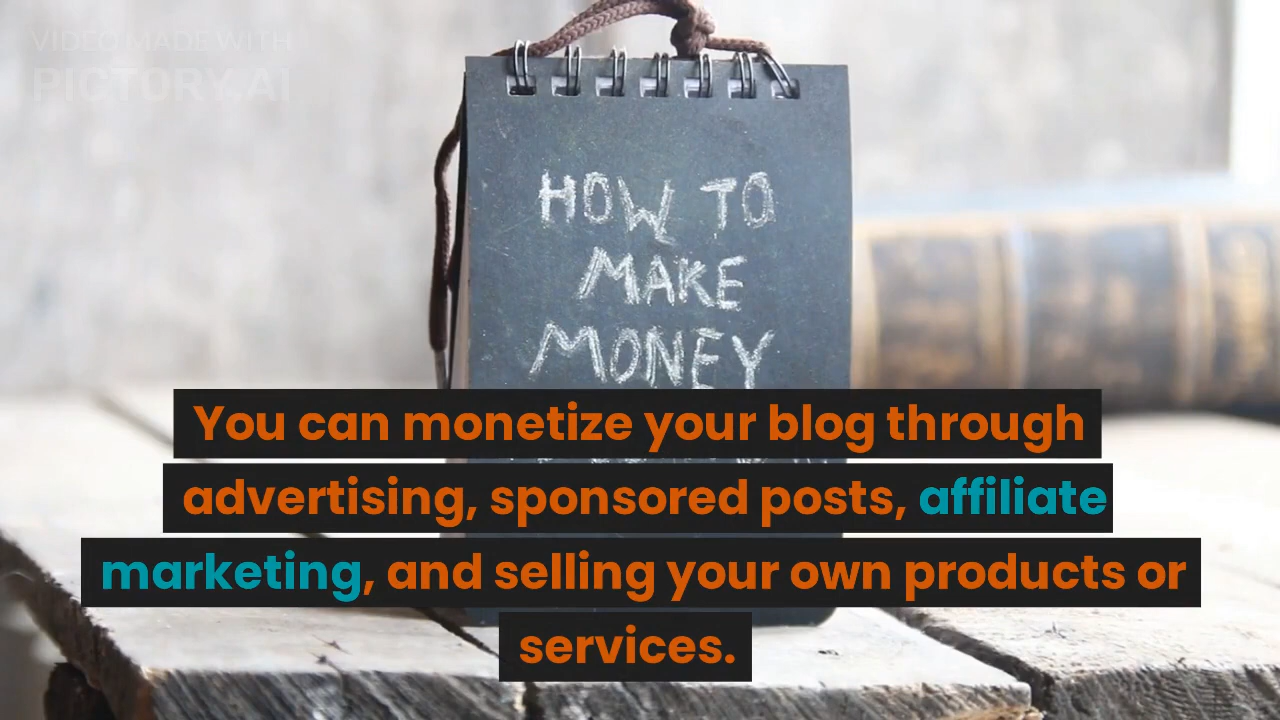 VIDEO MADE WITH
PICTORY.AI
HOW TO
MAKE
MONEY
You can monetize your blog through
advertising, sponsored posts, affiliate
marketing, and selling your own products or
services.